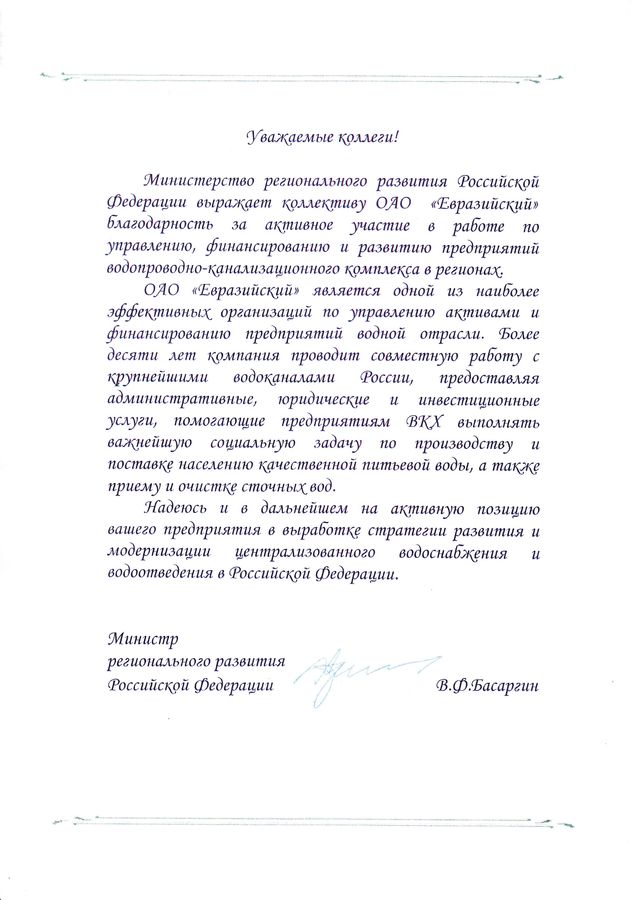 Уважаемые коллеги!
Министерство регионального развития Российской
Федерации выражает коллективу ОАО «Евразийский»
благодарность за активное участие в работе по
управлению, финансированию и развитию предприятий
водопроводно-канализационного комплекса в регионах.
ОАО «Евразийский» является одной из наиболее
эффективных организаций по управлению активами и
финансированию предприятий водной отрасли. Более
десяти лет компания проводит совместную работу с
крупнейшими водоканалами России, предоставляя
административные, юридические и инвестиционные
услуги, помогающие предприятиям ВКХ выполнять
важнейшую социальную задачу по производству и
поставке населению качественной питьевой воды, а также
приему и очистке сточных вод.
Надеюсь и в дальнейшем на активную позицию
вашего предприятия в выработке стратегии развития и
модернизации централизованного водоснабжения и
водоотведения в Российской Федерации.
Министр
регионального развития
Российской Федерации В.Ф.Басаргин